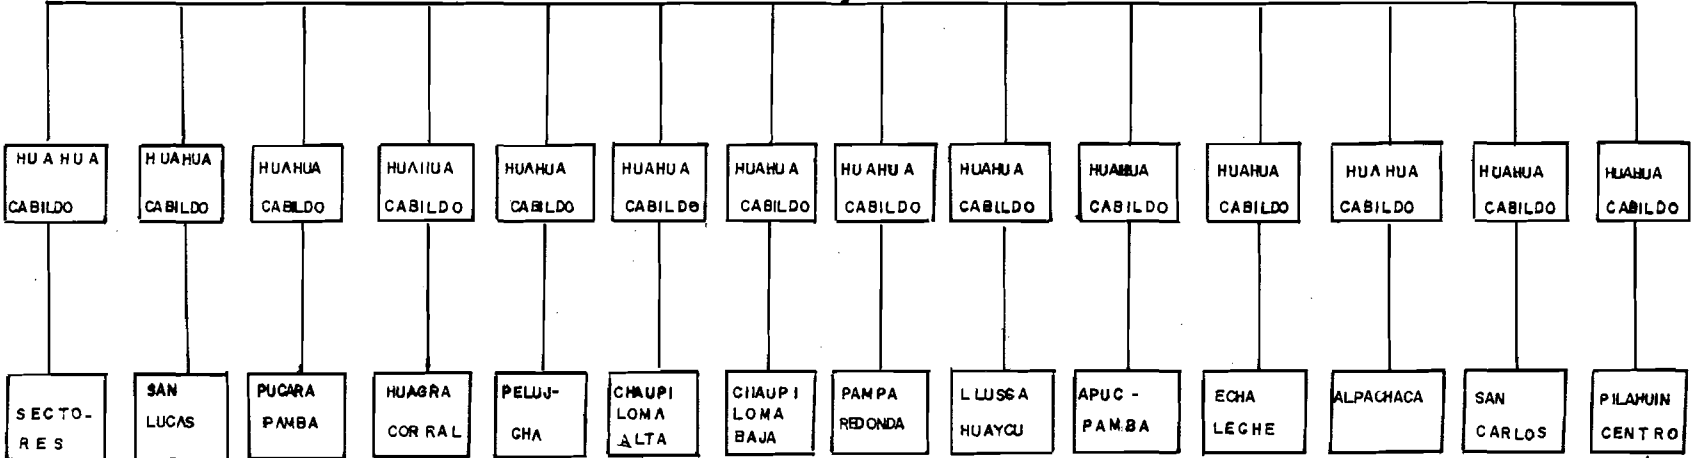 HUAHUA
CABILDO
HUAHUA
CABILDO
HUAHUA
CABILDO
HUAHUA
CABILDO
HUAHUA
CABILDO
HUAHUA
CABILDO
HUAHUA
CABILDO
HUAHUA
CABILDO
HUAHUA
CABILDO
HUAHUA
CABILDO
HUAHUA
CABILDO
HUAHUA
CABILDO
HUAHUA
CABILDO
HUAHUA
CABILDO
SECTO-
RES
SAN
LUCAS
PUCARA
PAMBA
HUAGRA
CORRAL
PELUJ-
CHA
CHAUPI
LOMA
ALTA
CHAUPI
LOMA
BAJA
PAMPA
REDONDA
LLUSCA
HUAYCU
APUC-
PAMBA
ECHA
LECHE
ALPACHACA
SAN
CARLOS
PILAHUIN
CENTRO